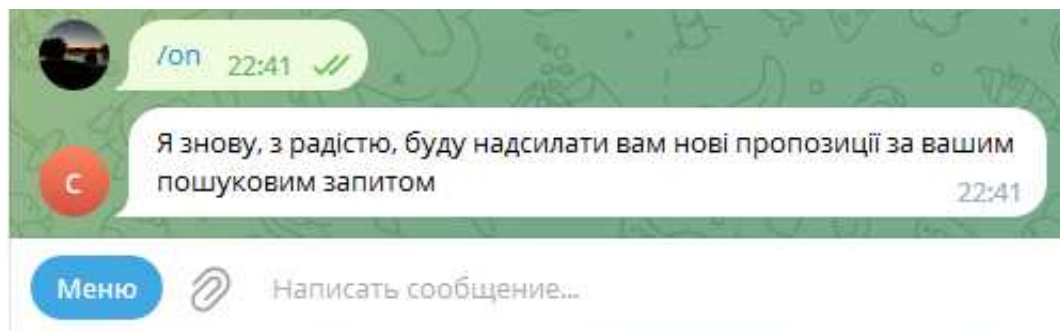 /on 22:41
Я знову, з радістю, буду надсилати вам нові пропозиції за вашим
пошуковим запитом
22:41
С
Меню
Написать сообщение...